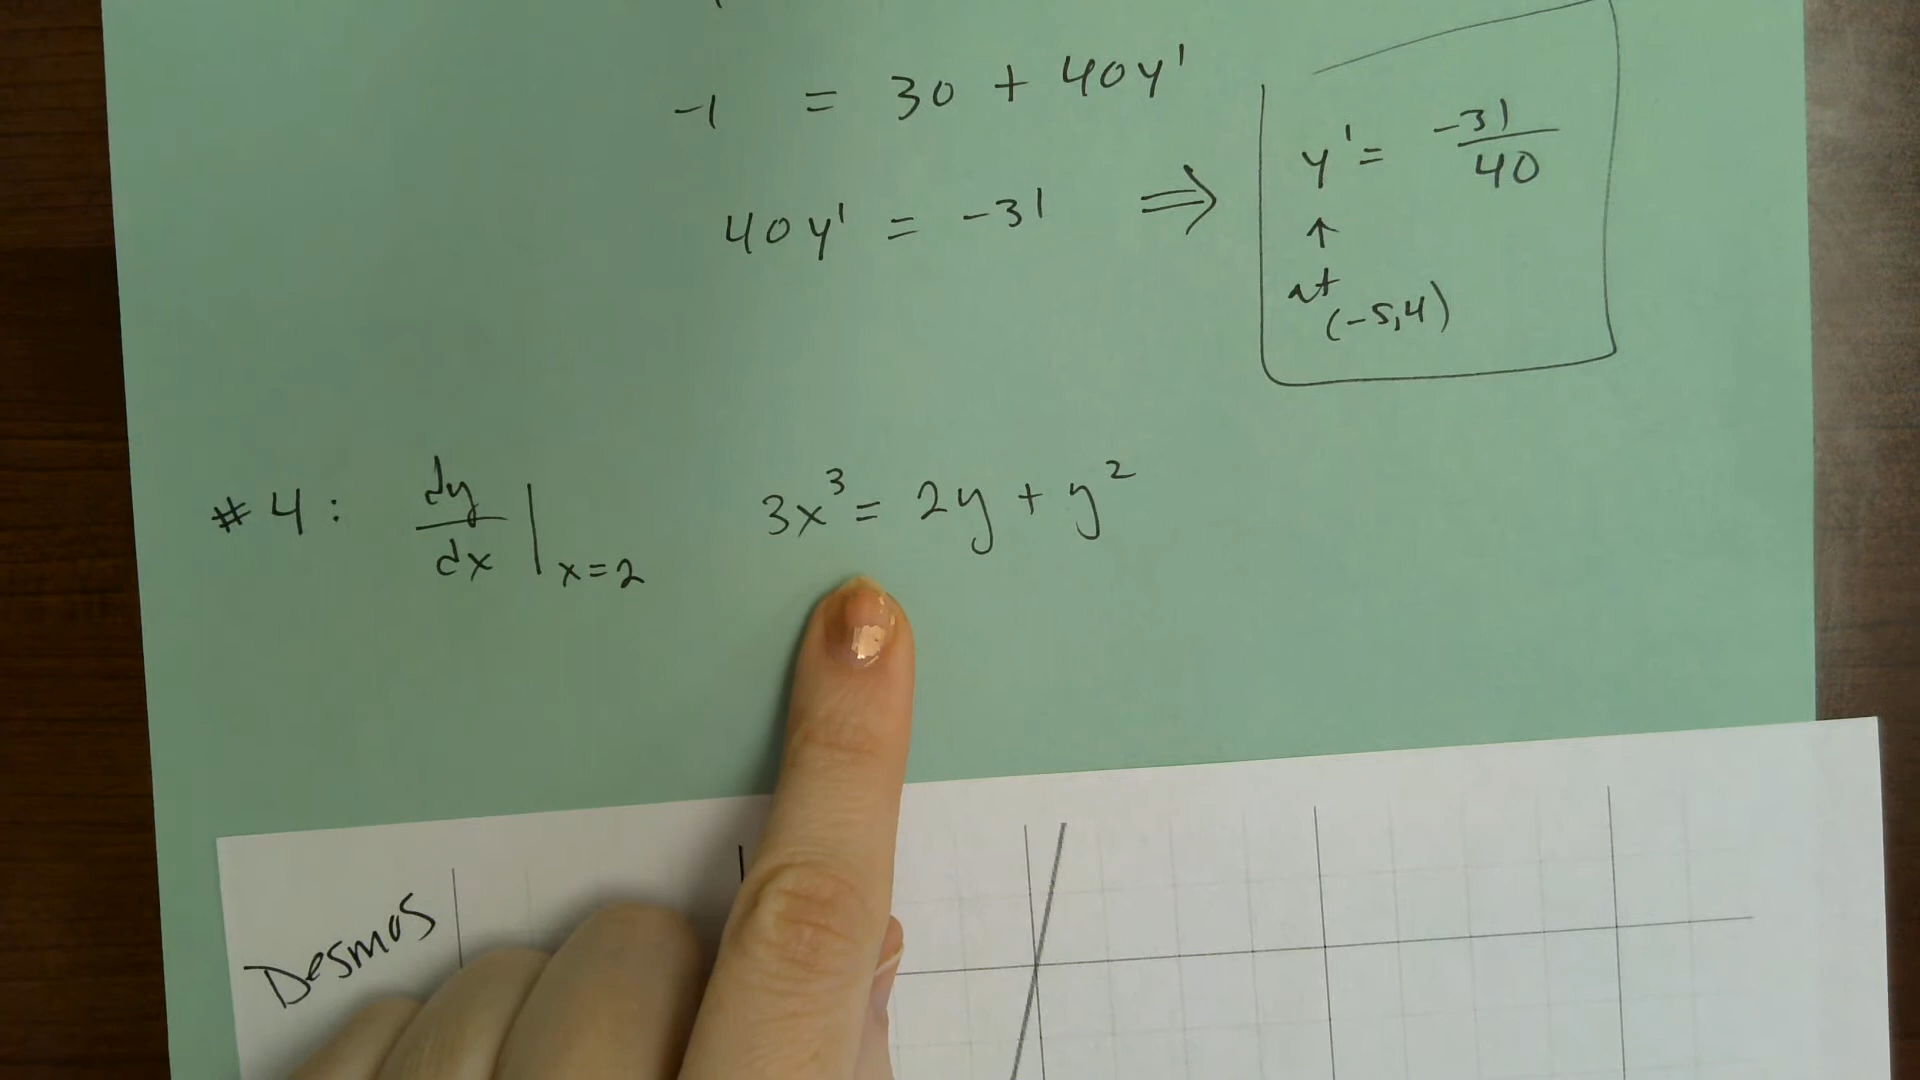 -1 = 30 + 40y'
40y' = -31 ⇒ y' = -31/40
↑
at
(-5,4)
#4: dy/dx |x=2 3x³ = 2y + y²
Desmos